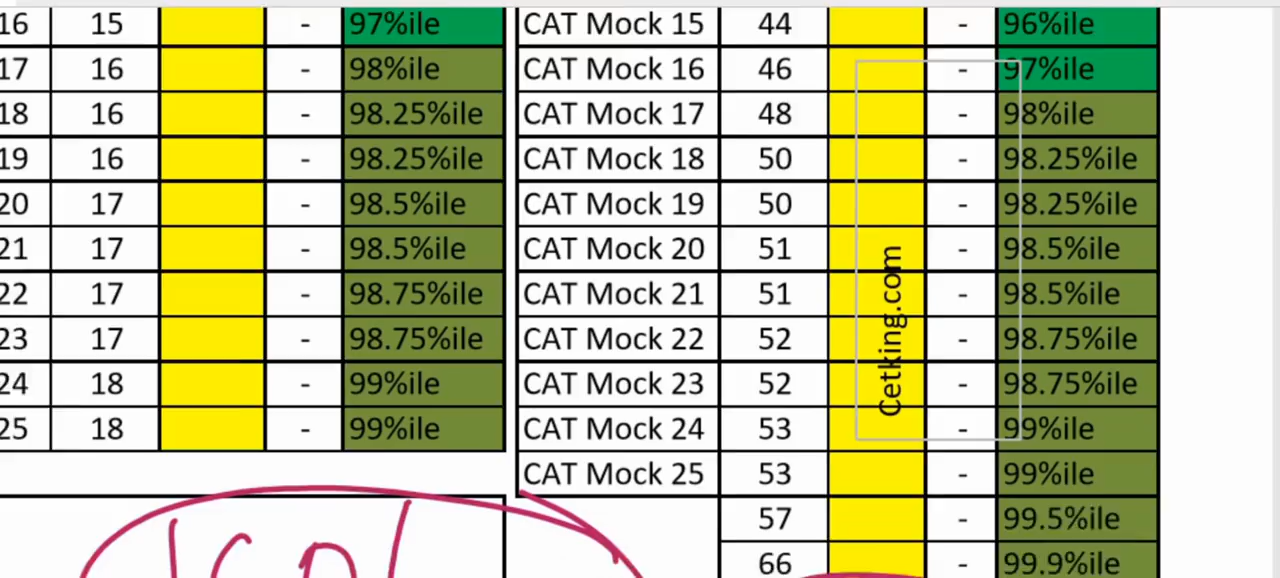 16 15 - 97%ile CAT Mock 15 44 - 96%ile
17 16 - 98%ile CAT Mock 16 46 - 97%ile
18 16 - 98.25%ile CAT Mock 17 48 - 98%ile
19 16 - 98.25%ile CAT Mock 18 50 - 98.25%ile
20 17 - 98.5%ile CAT Mock 19 50 - 98.25%ile
21 17 - 98.5%ile CAT Mock 20 51 - 98.5%ile
22 17 - 98.75%ile CAT Mock 21 51 - 98.5%ile
23 17 - 98.75%ile CAT Mock 22 52 - 98.75%ile
24 18 - 99%ile CAT Mock 23 52 - 98.75%ile
25 18 - 99%ile CAT Mock 24 53 - 99%ile
CAT Mock 25 53 - 99%ile
57 - 99.5%ile
66 - 99.9%ile
Cetking.com